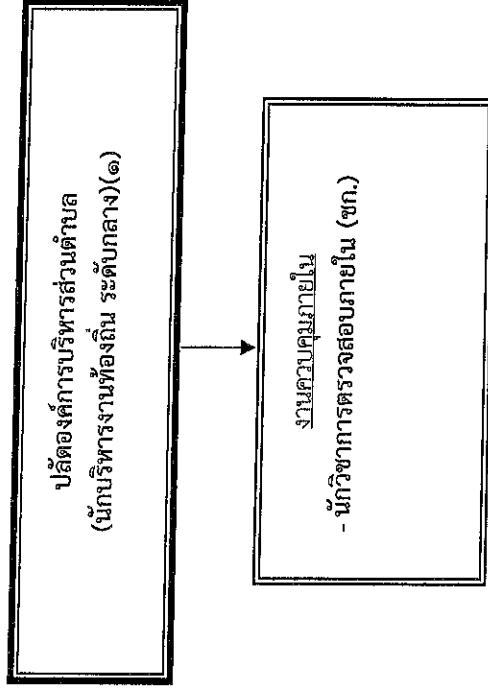 ปลัดองค์การบริหารส่วนตำบล
(นักบริหารงานท้องถิ่น ระดับกลาง)(๑)
งานควบคุมภายใน
- นักวิชาการตรวจสอบภายใน (ชก.)